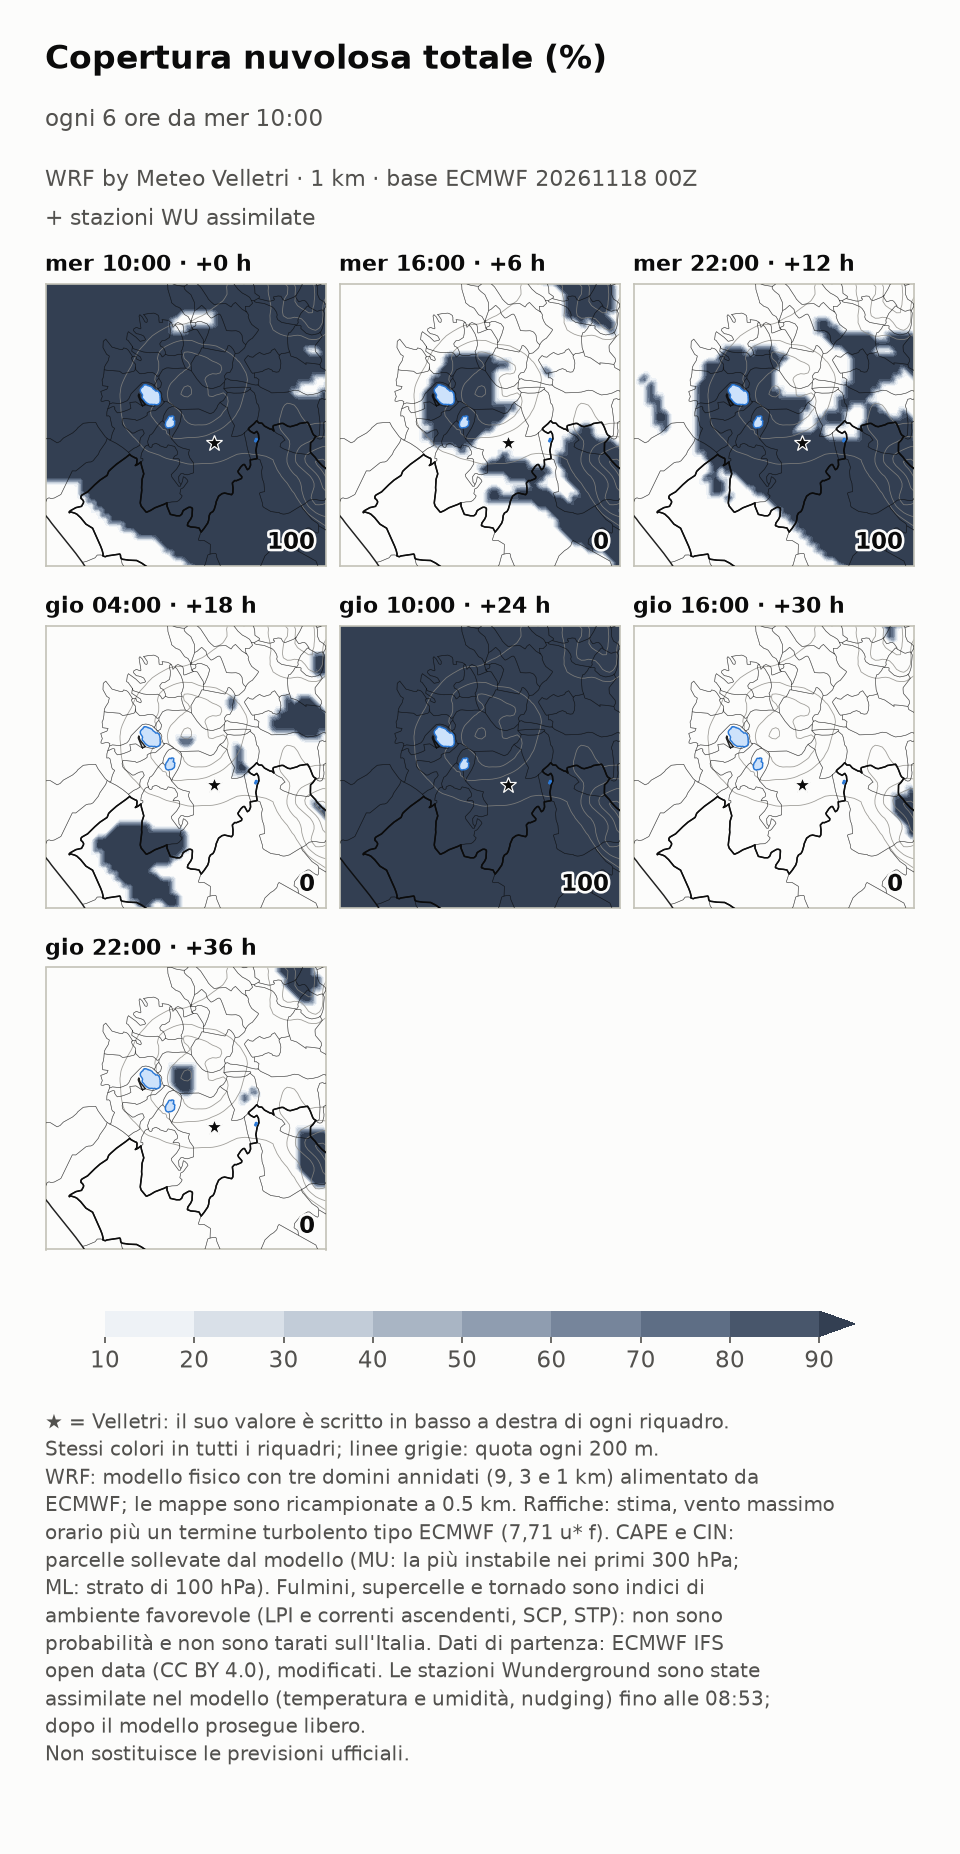 Copertura nuvolosa totale (%)
ogni 6 ore da mer 10:00
WRF by Meteo Velletri · 1 km · base ECMWF 20261118 00Z
+ stazioni WU assimilate
mer 10:00 · +0 h
mer 16:00 · +6 h
mer 22:00 · +12 h
100
0
100
gio 04:00 · +18 h
gio 10:00 · +24 h
gio 16:00 · +30 h
0
100
0
gio 22:00 · +36 h
0
10 20 30 40 50 60 70 80 90
★ = Velletri: il suo valore è scritto in basso a destra di ogni riquadro.
Stessi colori in tutti i riquadri; linee grigie: quota ogni 200 m.
WRF: modello fisico con tre domini annidati (9, 3 e 1 km) alimentato da
ECMWF; le mappe sono ricampionate a 0.5 km. Raffiche: stima, vento massimo
orario più un termine turbolento tipo ECMWF (7,71 u* f). CAPE e CIN:
parcelle sollevate dal modello (MU: la più instabile nei primi 300 hPa;
ML: strato di 100 hPa). Fulmini, supercelle e tornado sono indici di
ambiente favorevole (LPI e correnti ascendenti, SCP, STP): non sono
probabilità e non sono tarati sull'Italia. Dati di partenza: ECMWF IFS
open data (CC BY 4.0), modificati. Le stazioni Wunderground sono state
assimilate nel modello (temperatura e umidità, nudging) fino alle 08:53;
dopo il modello prosegue libero.
Non sostituisce le previsioni ufficiali.